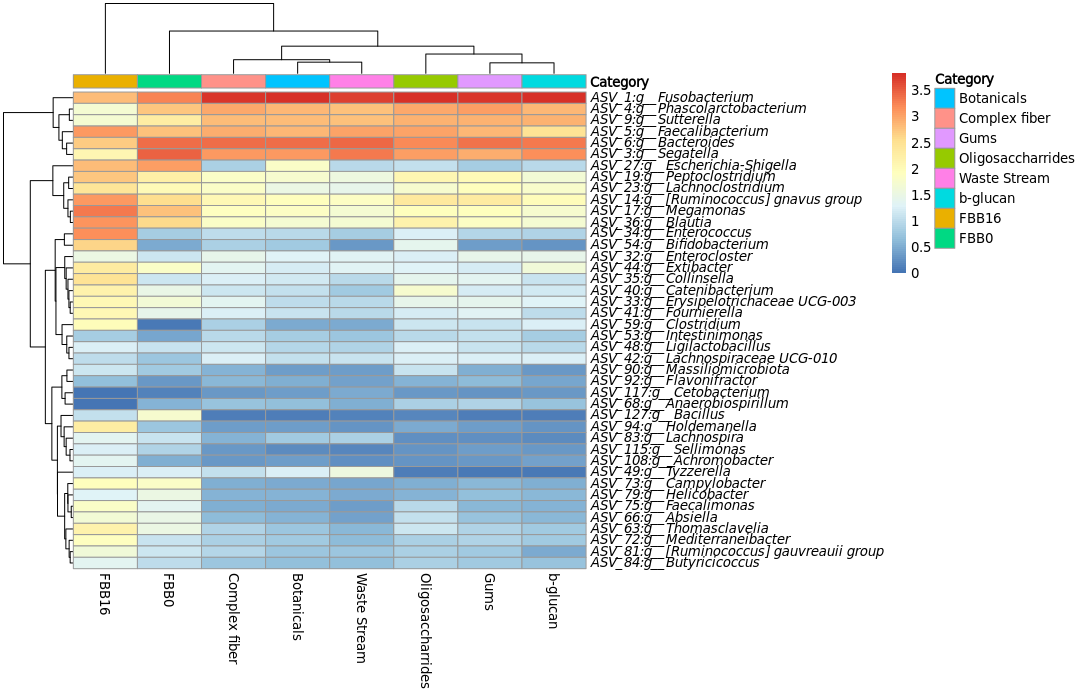 Category
ASV_1:g__Fusobacterium
ASV_4:g__Phascolarctobacterium
ASV_9:g__Sutterella
ASV_5:g__Faecalibacterium
ASV_6:g__Bacteroides
ASV_3:g__Segatella
ASV_27:g__Escherichia-Shigella
ASV_19:g__Peptoclostridium
ASV_23:g__Lachnoclostridium
ASV_14:g__[Ruminococcus] gnavus group
ASV_17:g__Megamonas
ASV_36:g__Blautia
ASV_34:g__Enterococcus
ASV_54:g__Bifidobacterium
ASV_32:g__Enterocloster
ASV_44:g__Extibacter
ASV_35:g__Collinsella
ASV_40:g__Catenibacterium
ASV_33:g__Erysipelotrichaceae UCG-003
ASV_41:g__Fournierella
ASV_59:g__Clostridium
ASV_53:g__Intestinimonas
ASV_48:g__Ligilactobacillus
ASV_42:g__Lachnospiraceae UCG-010
ASV_90:g__Massiliomicrobiota
ASV_92:g__Flavonifractor
ASV_117:g__Cetobacterium
ASV_68:g__Anaerobiospirillum
ASV_127:g__Bacillus
ASV_94:g__Holdemanella
ASV_83:g__Lachnospira
ASV_115:g__Sellimonas
ASV_108:g__Achromobacter
ASV_49:g__Tyzzerella
ASV_73:g__Campylobacter
ASV_79:g__Helicobacter
ASV_75:g__Faecalimonas
ASV_66:g__Absiella
ASV_63:g__Thomasclavelia
ASV_72:g__Mediterraneibacter
ASV_81:g__[Ruminococcus] gauvreauii group
ASV_84:g__Butyricicoccus
FBB16
FBB0
Complex fiber
Botanicals
Waste Stream
Oligosaccharrides
Gums
b-glucan
3.5
3
2.5
2
1.5
1
0.5
0
Category
Botanicals
Complex fiber
Gums
Oligosaccharrides
Waste Stream
b-glucan
FBB16
FBB0